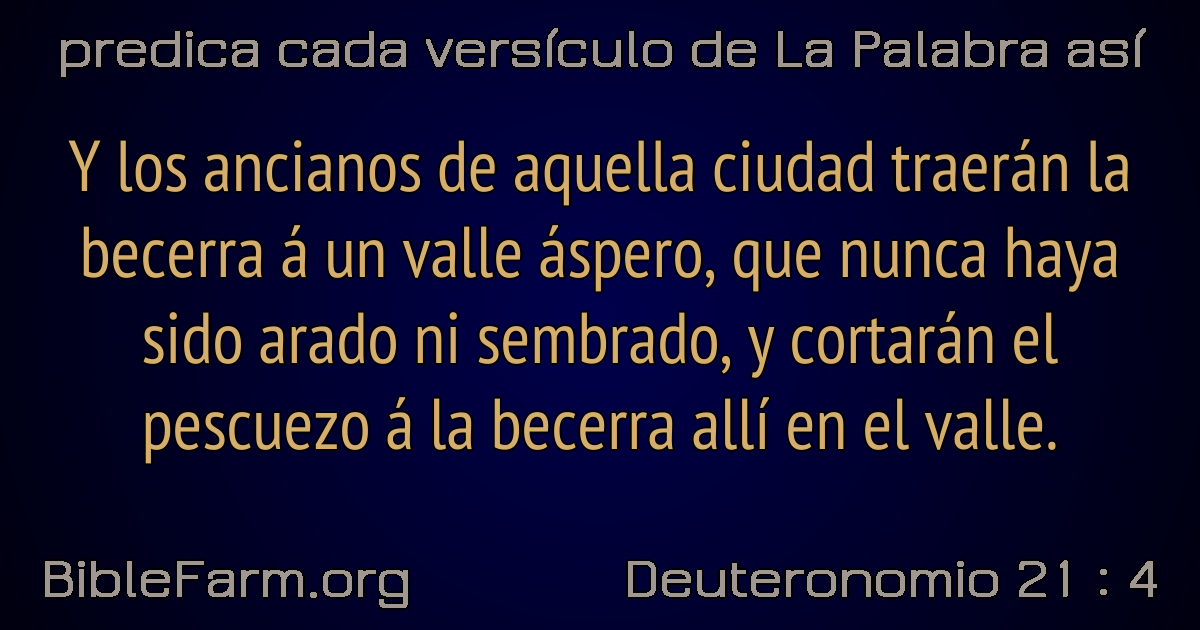 predica cada versículo de La Palabra así
Y los ancianos de aquella ciudad traerán la
becerra á un valle áspero, que nunca haya
sido arado ni sembrado, y cortarán el
pescuezo á la becerra allí en el valle.
BibleFarm.org
Deuteronomio 21 : 4